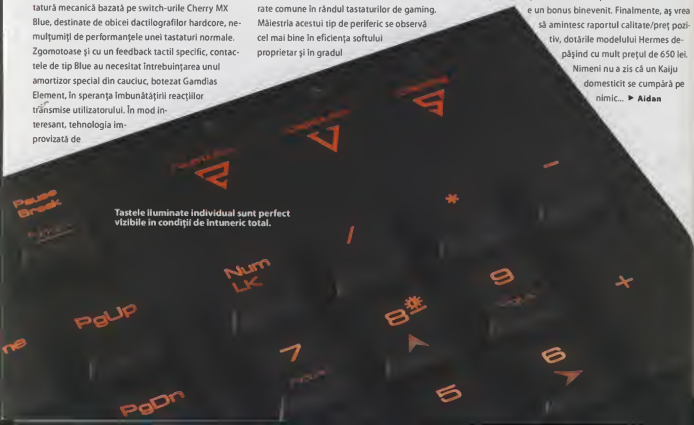 tatură mecanică bazată pe switch-urile Cherry MX
Blue, destinate de obicei dactilografilor hardcore, ne-
mulțumiți de performanțele unei tastaturi normale.
Zgomotoase și cu un feedback tactil specific, contac-
tele de tip Blue au necesitat întrebuințarea unul
amortizor special din cauciuc, botezat Gamdias
Element, în speranța îmbunătățirii reacțiilor
transmise utilizatorului. În mod in-
teresant, tehnologia im-
provizată de
rate comune în rândul tastaturilor de gaming.
Măiestria acestui tip de periferic se observă
cel mai bine în eficiența softului
proprietar și în gradul
e un bonus binevenit. Finalmente, aș vrea
să amintesc raportul calitate/preț pozi-
tiv, dotările modelului Hermes de-
pășind cu mult prețul de 650 lei.
Nimeni nu a zis că un Kaiju
domesticit se cumpără pe
nimic... ► Aidan
Tastele iluminate individual sunt perfect
vizibile în condiții de întuneric total.
Pause
Break
Num
LK
/
*
-
PgUp
7
8
9
+
PgDn
5
6
ne